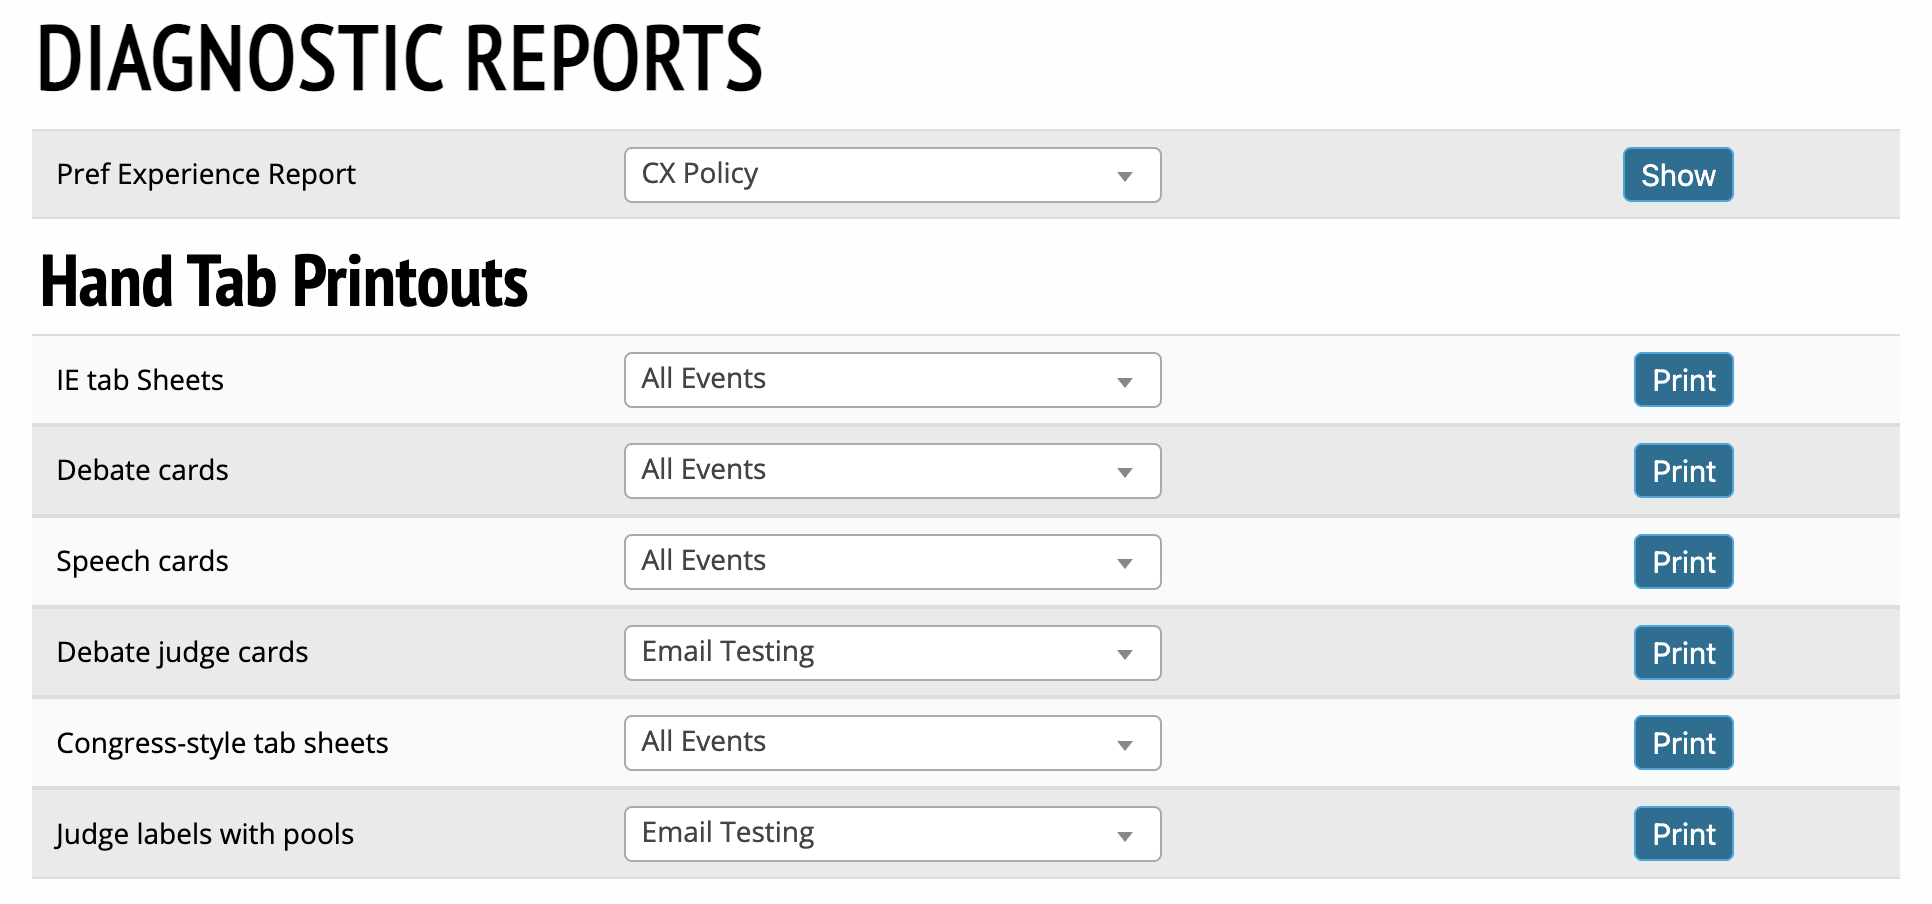 DIAGNOSTIC REPORTS
Pref Experience Report CX Policy Show
Hand Tab Printouts
IE tab Sheets All Events Print
Debate cards All Events Print
Speech cards All Events Print
Debate judge cards Email Testing Print
Congress-style tab sheets All Events Print
Judge labels with pools Email Testing Print